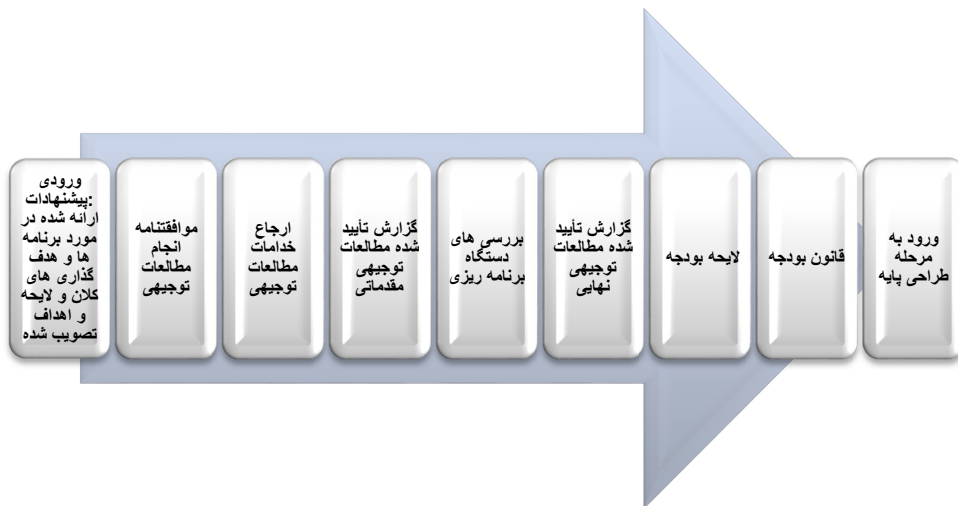 ورودی
:پیشنهادات
ارائه شده در
مورد برنامه
ها و هدف
گذاری های
کلان و لایحه
و اهداف
تصویب شده
موافقتنامه
انجام
مطالعات
توجیهی
ارجاع
خدامات
مطالعات
توجیهی
گزارش تأیید
شده مطالعات
توجیهی
مقدماتی
بررسی های
دستگاه
برنامه ریزی
گزارش تأیید
شده مطالعات
توجیهی
نهایی
لایحه بودجه
قانون بودجه
ورود به
مرحله
طراحی پایه